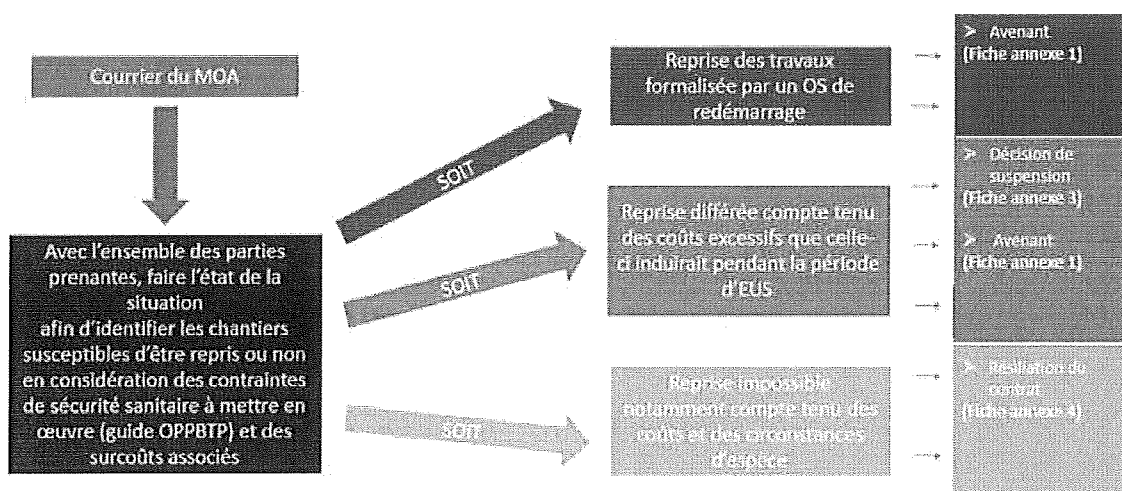 Courrier du MOA
Avec l'ensemble des parties
prenantes, faire l'état de la
situation
afin d'identifier les chantiers
susceptibles d'être repris ou non
en considération des contraintes
de sécurité sanitaire à mettre en
œuvre (guide OPPBTP) et des
surcoûts associés
SOIT
SOIT
SOIT
Reprise des travaux
formalisée par un OS de
redémarrage
Reprise différée compte tenu
des coûts excessifs que celle-
ci induirait pendant la période
d'EUS
Reprise impossible
notamment compte tenu des
coûts et des circonstances
d'espèce
➤ Avenant
(Fiche annexe 1)
➤ Décision de
suspension
(Fiche annexe 3)
➤ Avenant
(Fiche annexe 1)
➤ Résiliation du
contrat
(Fiche annexe 4)